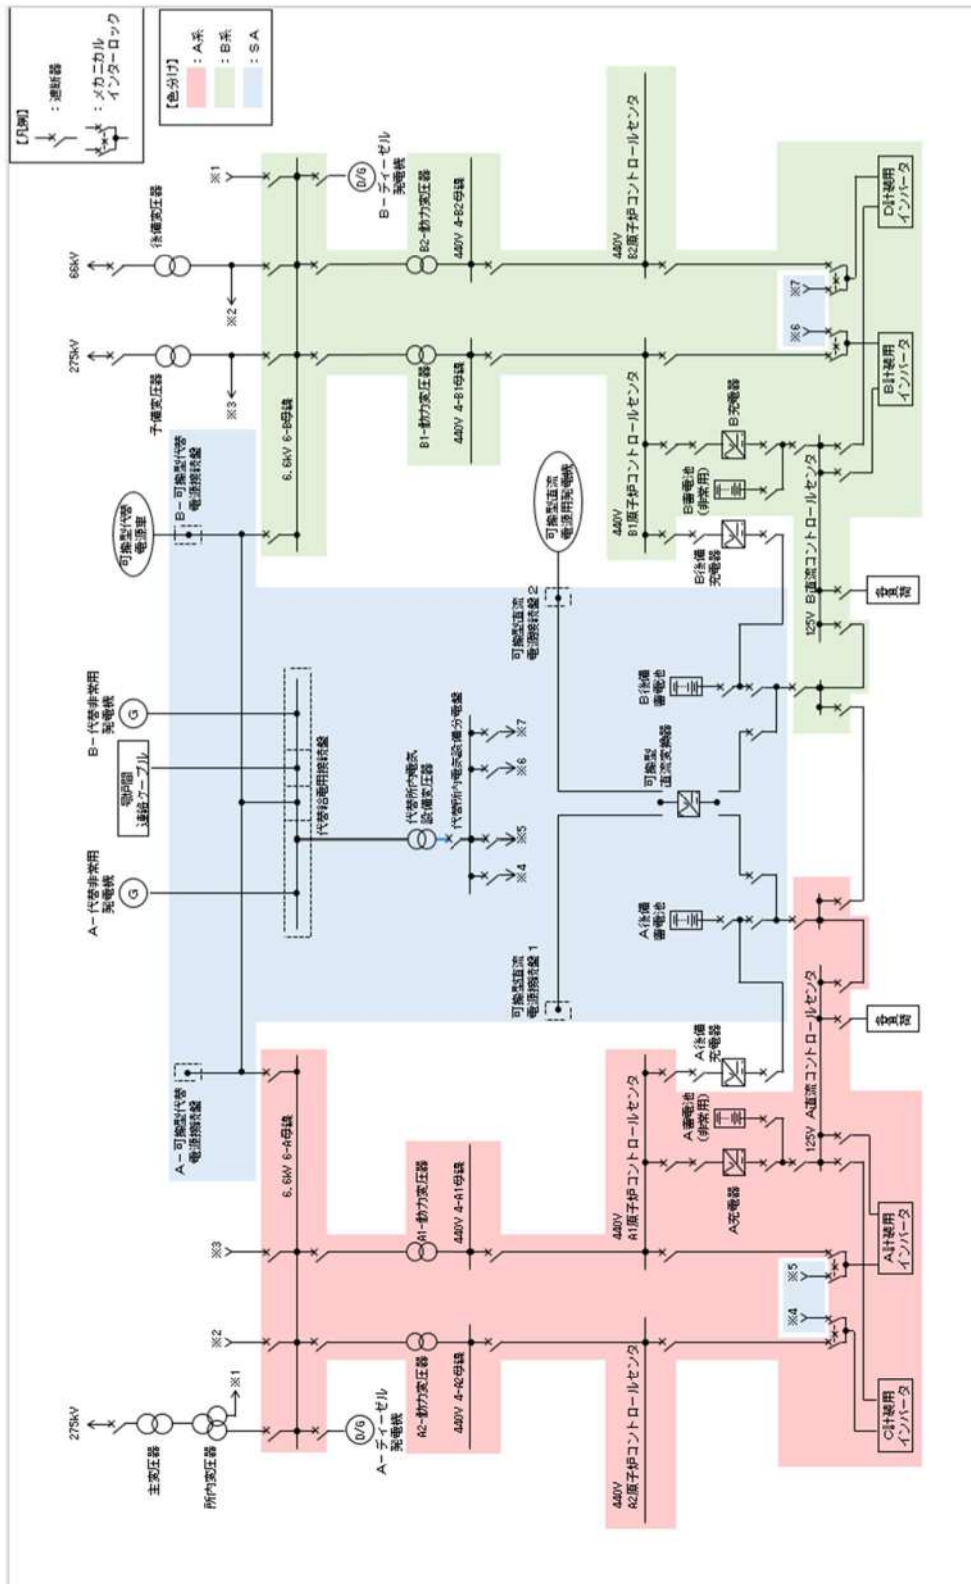 【凡例】
：遮断器
：メカニカル
インターロック
【色分け】
：A系
：B系
：SA
275kV
主変圧器
所内変圧器
※1
※2
※3
A－ディーゼル
発電機
D/G
6.6kV 6-A母線
A－可搬型代替
電源接続盤
A－代替非常用
発電機
G
号炉間
連絡ケーブル
B－代替非常用
発電機
G
代替給電用接続盤
可搬型代替
電源車
B－可搬型代替
電源接続盤
275kV
予備変圧器
※3
66kV
後備変圧器
※2
※1
6.6kV 6-B母線
D/G
B－ディーゼル
発電機
A2-動力変圧器
440V 4-A2母線
A1-動力変圧器
440V 4-A1母線
代替所内電気
設備変圧器
代替所内電気設備分電盤
※4
※5
※6
※7
B1-動力変圧器
440V 4-B1母線
B2-動力変圧器
440V 4-B2母線
可搬型直流
電源接続盤1
可搬型直流
電源接続盤2
可搬型直流
電源用発電機
440V
A2原子炉コントロールセンタ
440V
A1原子炉コントロールセンタ
440V
B1原子炉コントロールセンタ
440V
B2原子炉コントロールセンタ
A充電器
A蓄電池
(非常用)
A後備
充電器
A後備
蓄電池
可搬型
直流変換器
B後備
蓄電池
B後備
充電器
B蓄電池
(非常用)
B充電器
※4
※5
※6
※7
125V A直流コントロールセンタ
125V B直流コントロールセンタ
各負荷
各負荷
C計装用
インバータ
A計装用
インバータ
B計装用
インバータ
D計装用
インバータ